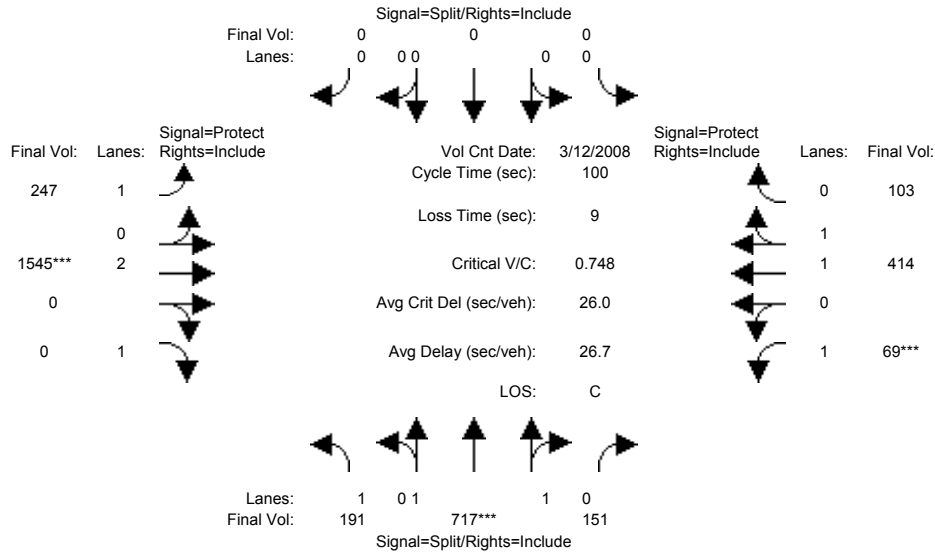 Signal=Split/Rights=Include
Final Vol: 0 0 0
Lanes: 0 0 0 0 0
Signal=Protect
Final Vol: Lanes: Rights=Include
247 1
0
1545*** 2
0
0 1
Vol Cnt Date: 3/12/2008
Cycle Time (sec): 100
Loss Time (sec): 9
Critical V/C: 0.748
Avg Crit Del (sec/veh): 26.0
Avg Delay (sec/veh): 26.7
LOS: C
Signal=Protect
Rights=Include Lanes: Final Vol:
0 103
1
1 414
0
1 69***
Lanes: 1 0 1 1 0
Final Vol: 191 717*** 151
Signal=Split/Rights=Include